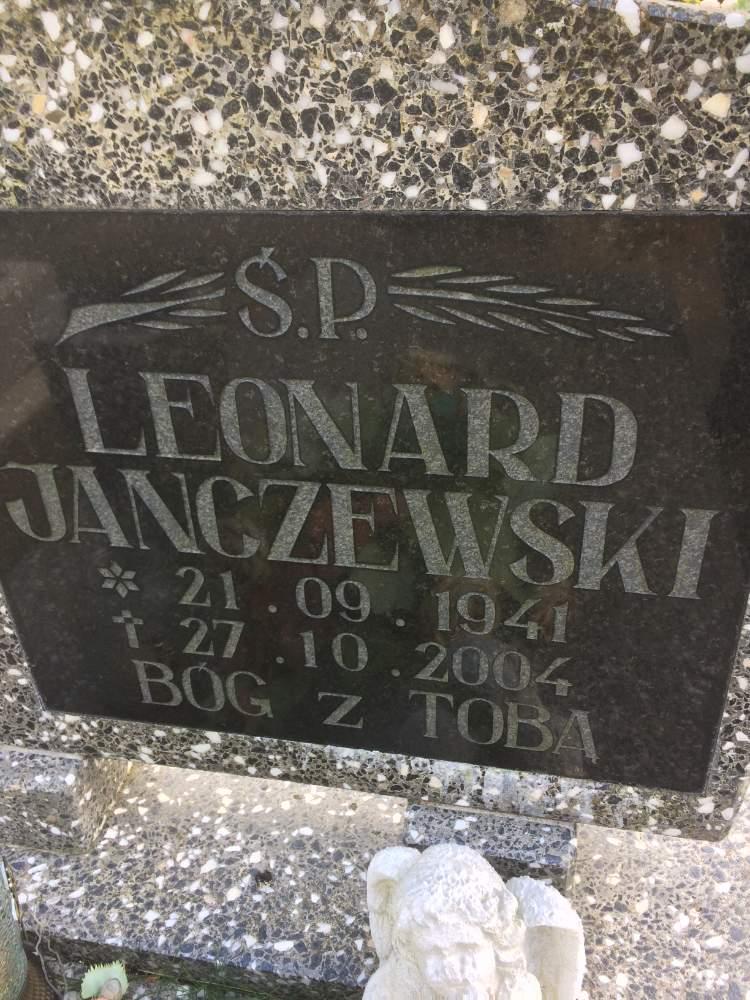 Ś.P.
LEONARD
JANCZEWSKI
* 21.09.1941
† 27.10.2004
BÓG Z TOBĄ